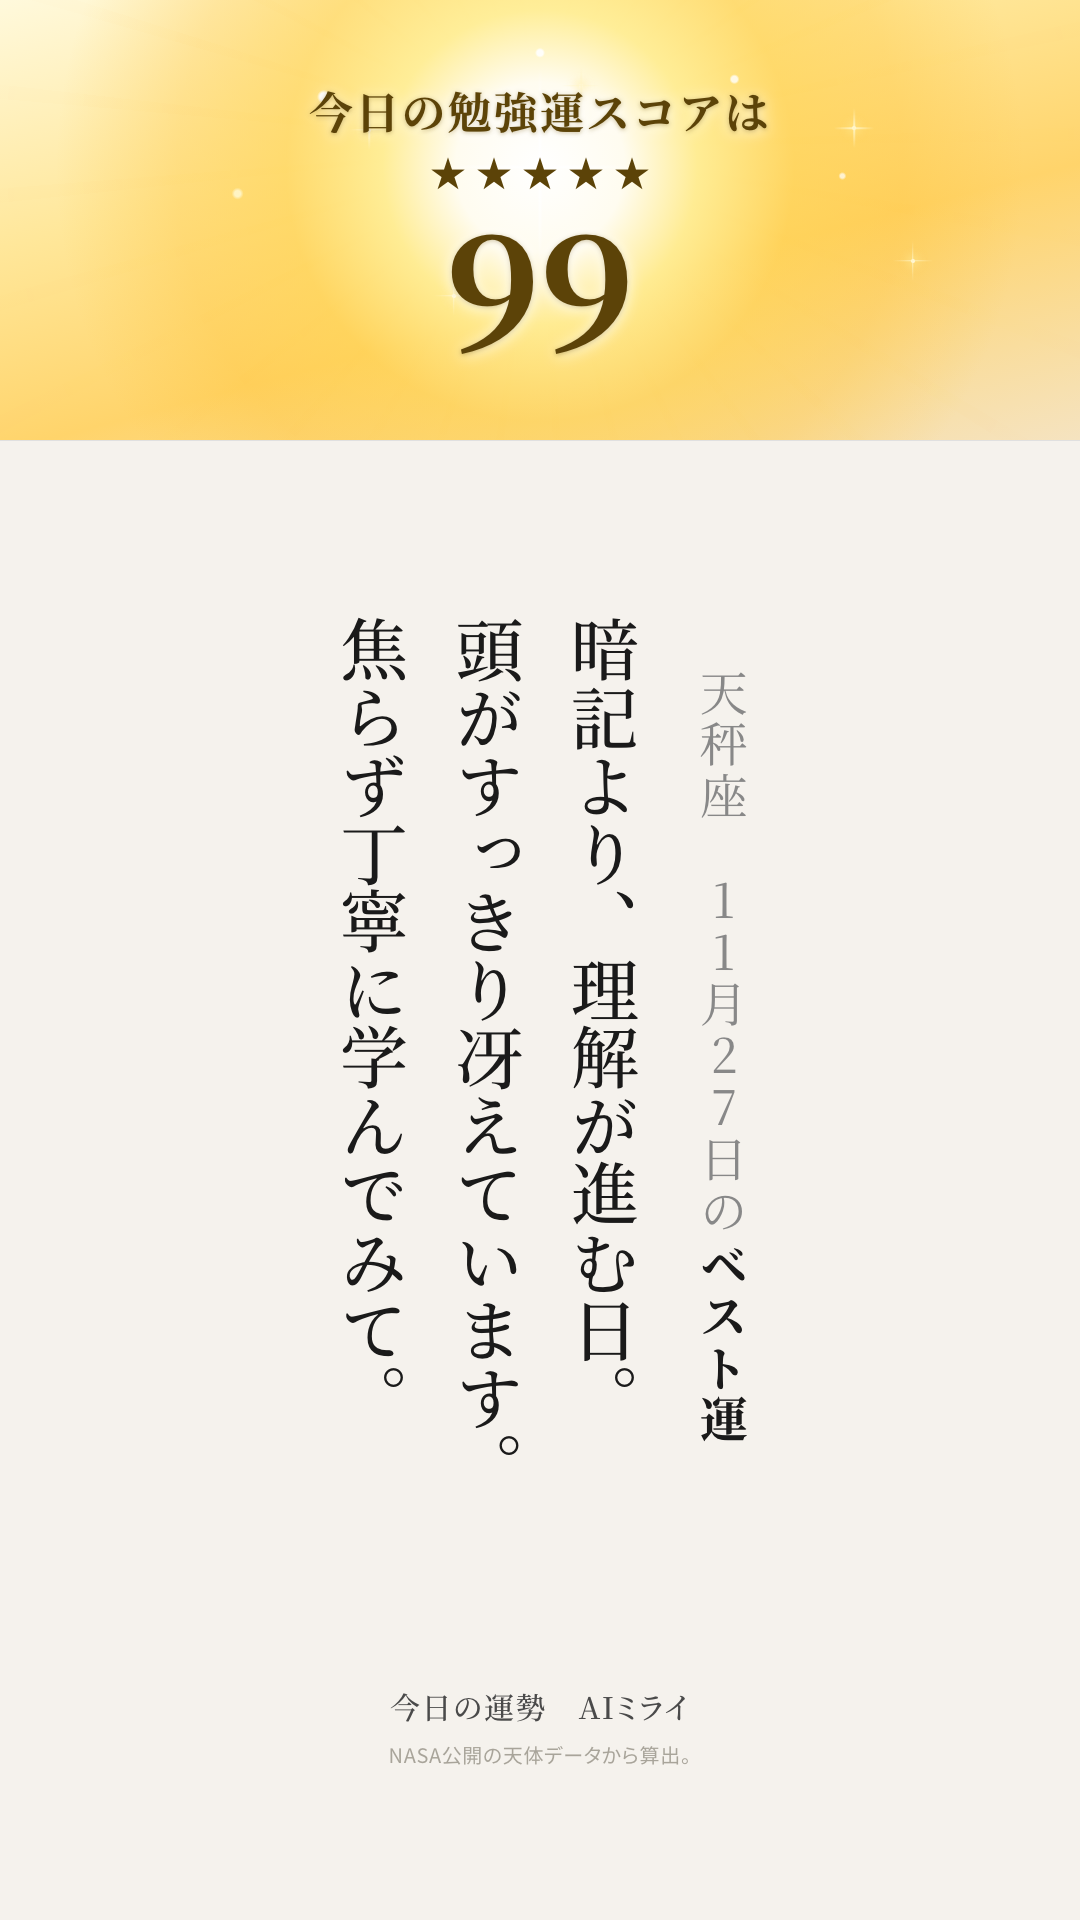 今日の勉強運スコアは
★★★★★
99
天秤座　11月27日のベスト運
暗記より、理解が進む日。
頭がすっきり冴えています。
焦らず丁寧に学んでみて。
今日の運勢　AIミライ
NASA公開の天体データから算出。